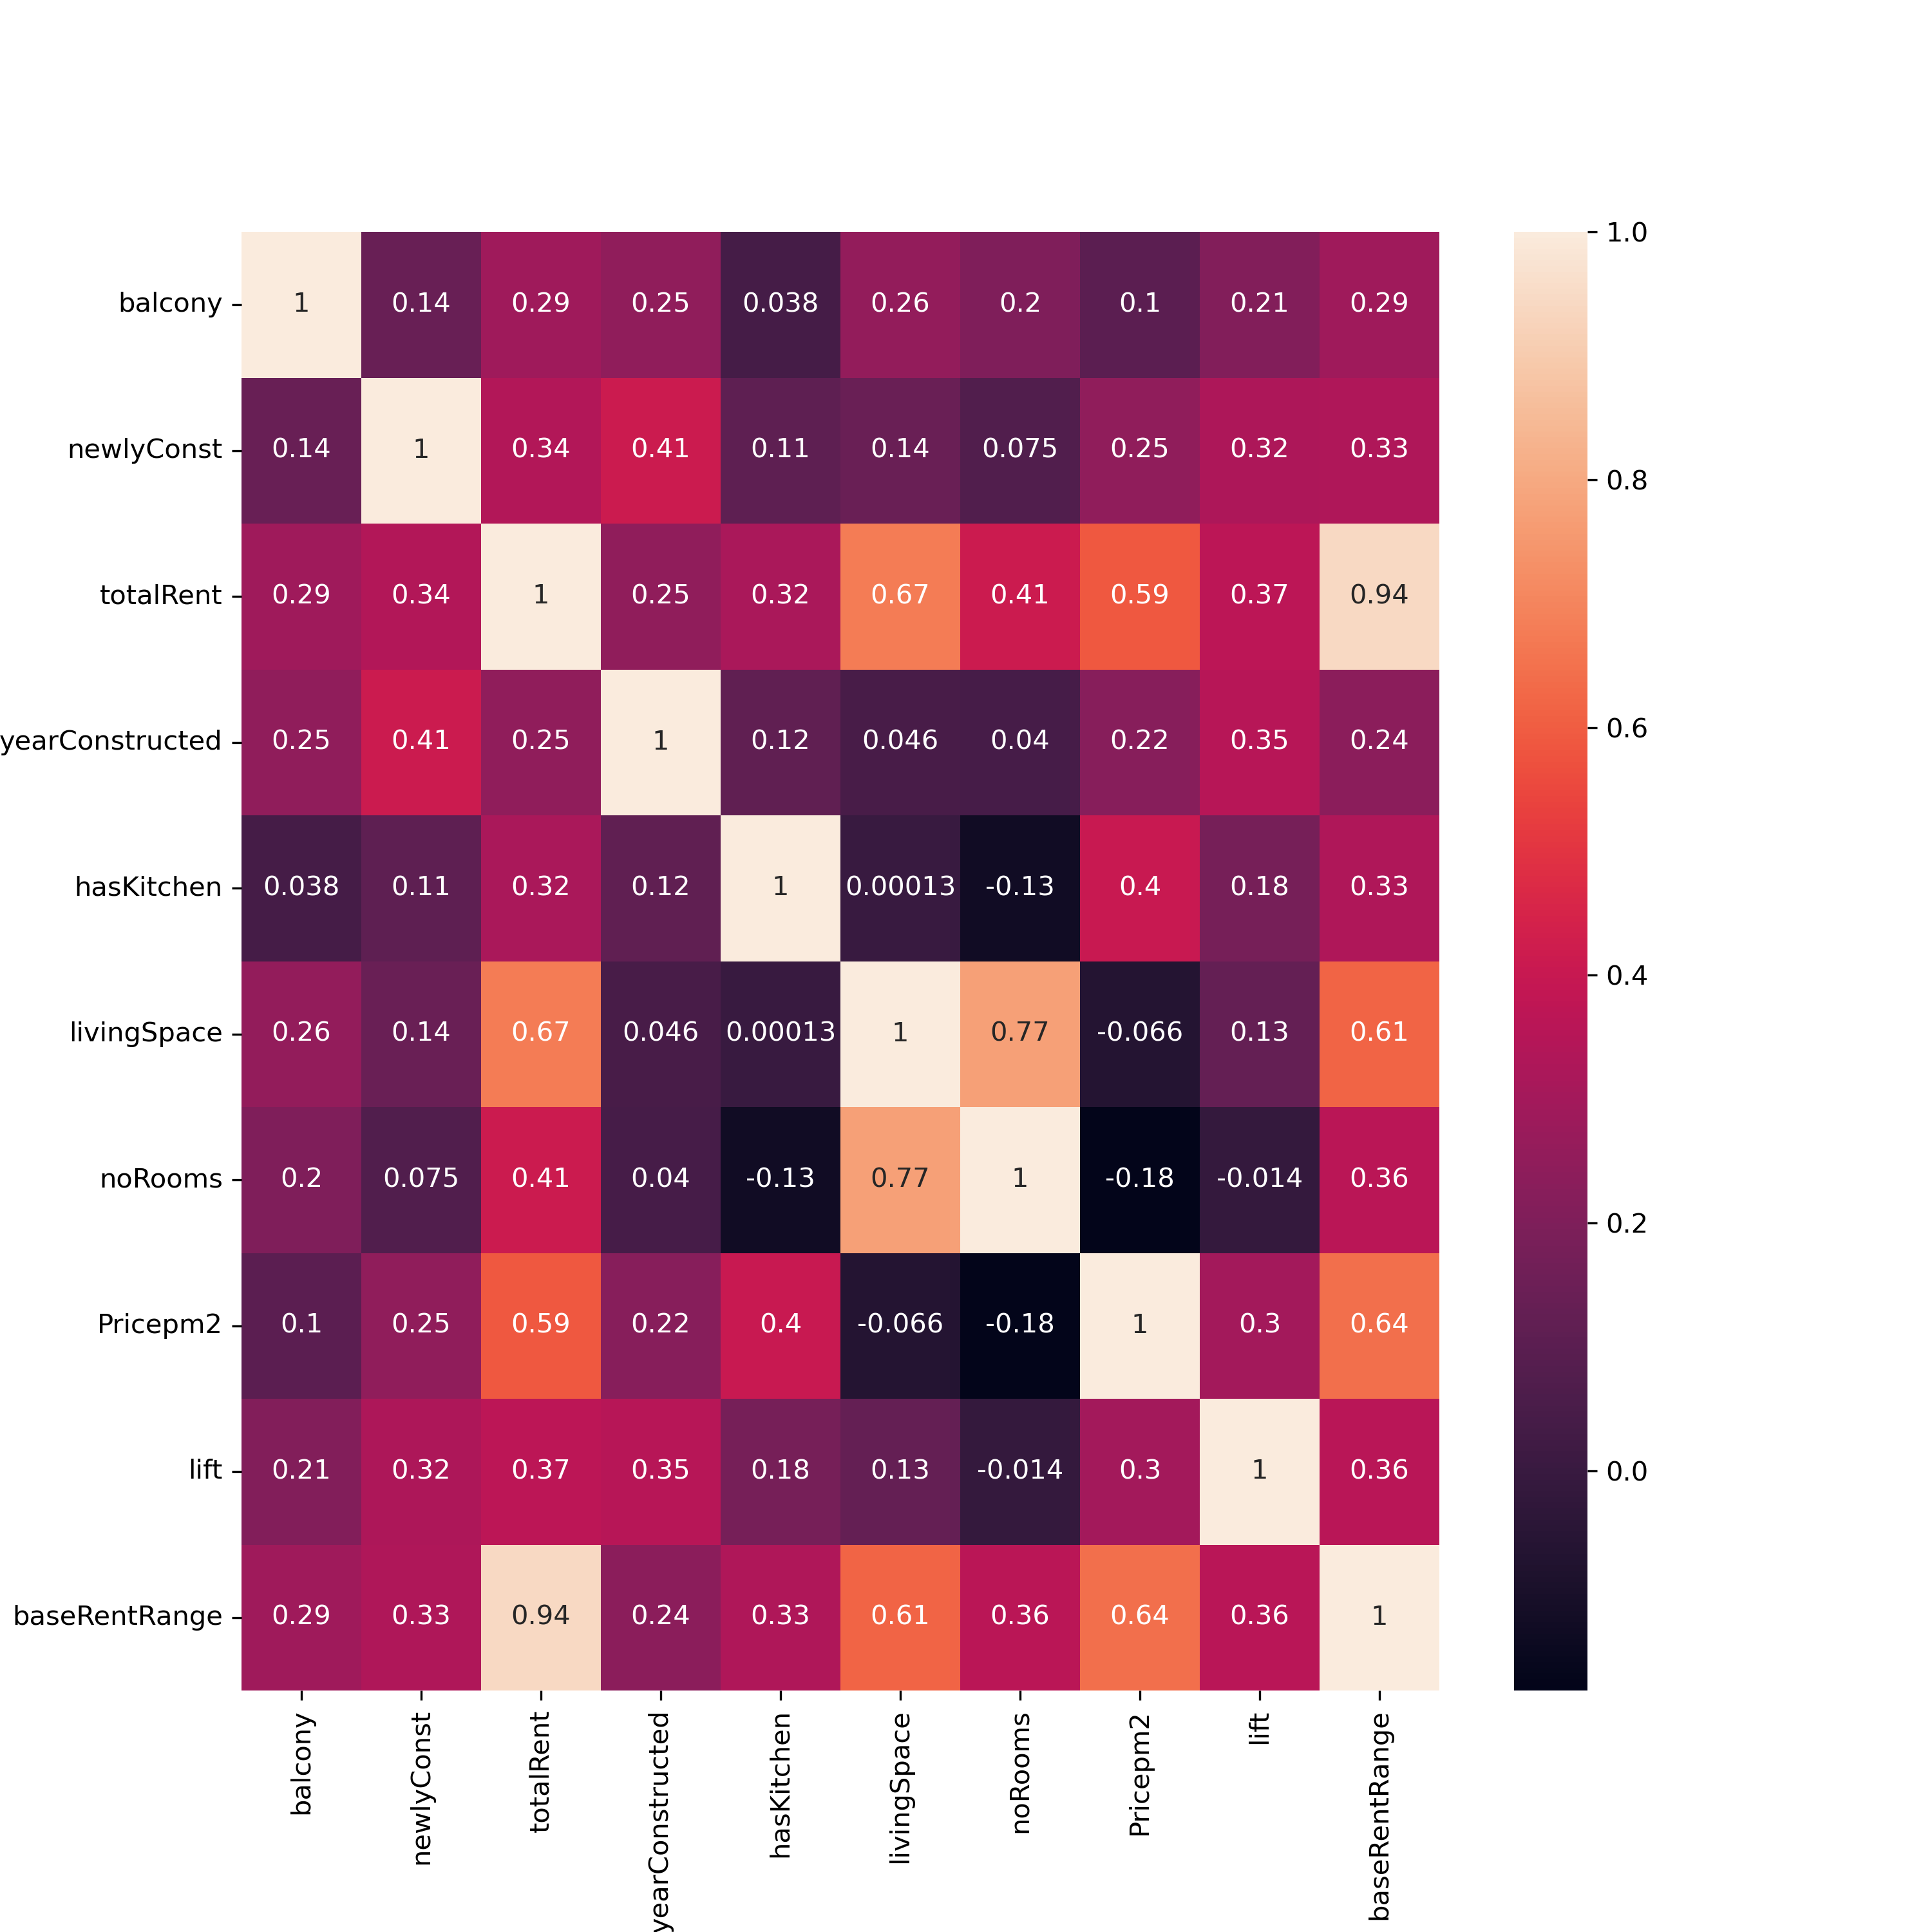 balcony 1 0.14 0.29 0.25 0.038 0.26 0.2 0.1 0.21 0.29
newlyConst 0.14 1 0.34 0.41 0.11 0.14 0.075 0.25 0.32 0.33
totalRent 0.29 0.34 1 0.25 0.32 0.67 0.41 0.59 0.37 0.94
yearConstructed 0.25 0.41 0.25 1 0.12 0.046 0.04 0.22 0.35 0.24
hasKitchen 0.038 0.11 0.32 0.12 1 0.00013 -0.13 0.4 0.18 0.33
livingSpace 0.26 0.14 0.67 0.046 0.00013 1 0.77 -0.066 0.13 0.61
noRooms 0.2 0.075 0.41 0.04 -0.13 0.77 1 -0.18 -0.014 0.36
Pricepm2 0.1 0.25 0.59 0.22 0.4 -0.066 -0.18 1 0.3 0.64
lift 0.21 0.32 0.37 0.35 0.18 0.13 -0.014 0.3 1 0.36
baseRentRange 0.29 0.33 0.94 0.24 0.33 0.61 0.36 0.64 0.36 1
balcony
newlyConst
totalRent
yearConstructed
hasKitchen
livingSpace
noRooms
Pricepm2
lift
baseRentRange
1.0
0.8
0.6
0.4
0.2
0.0